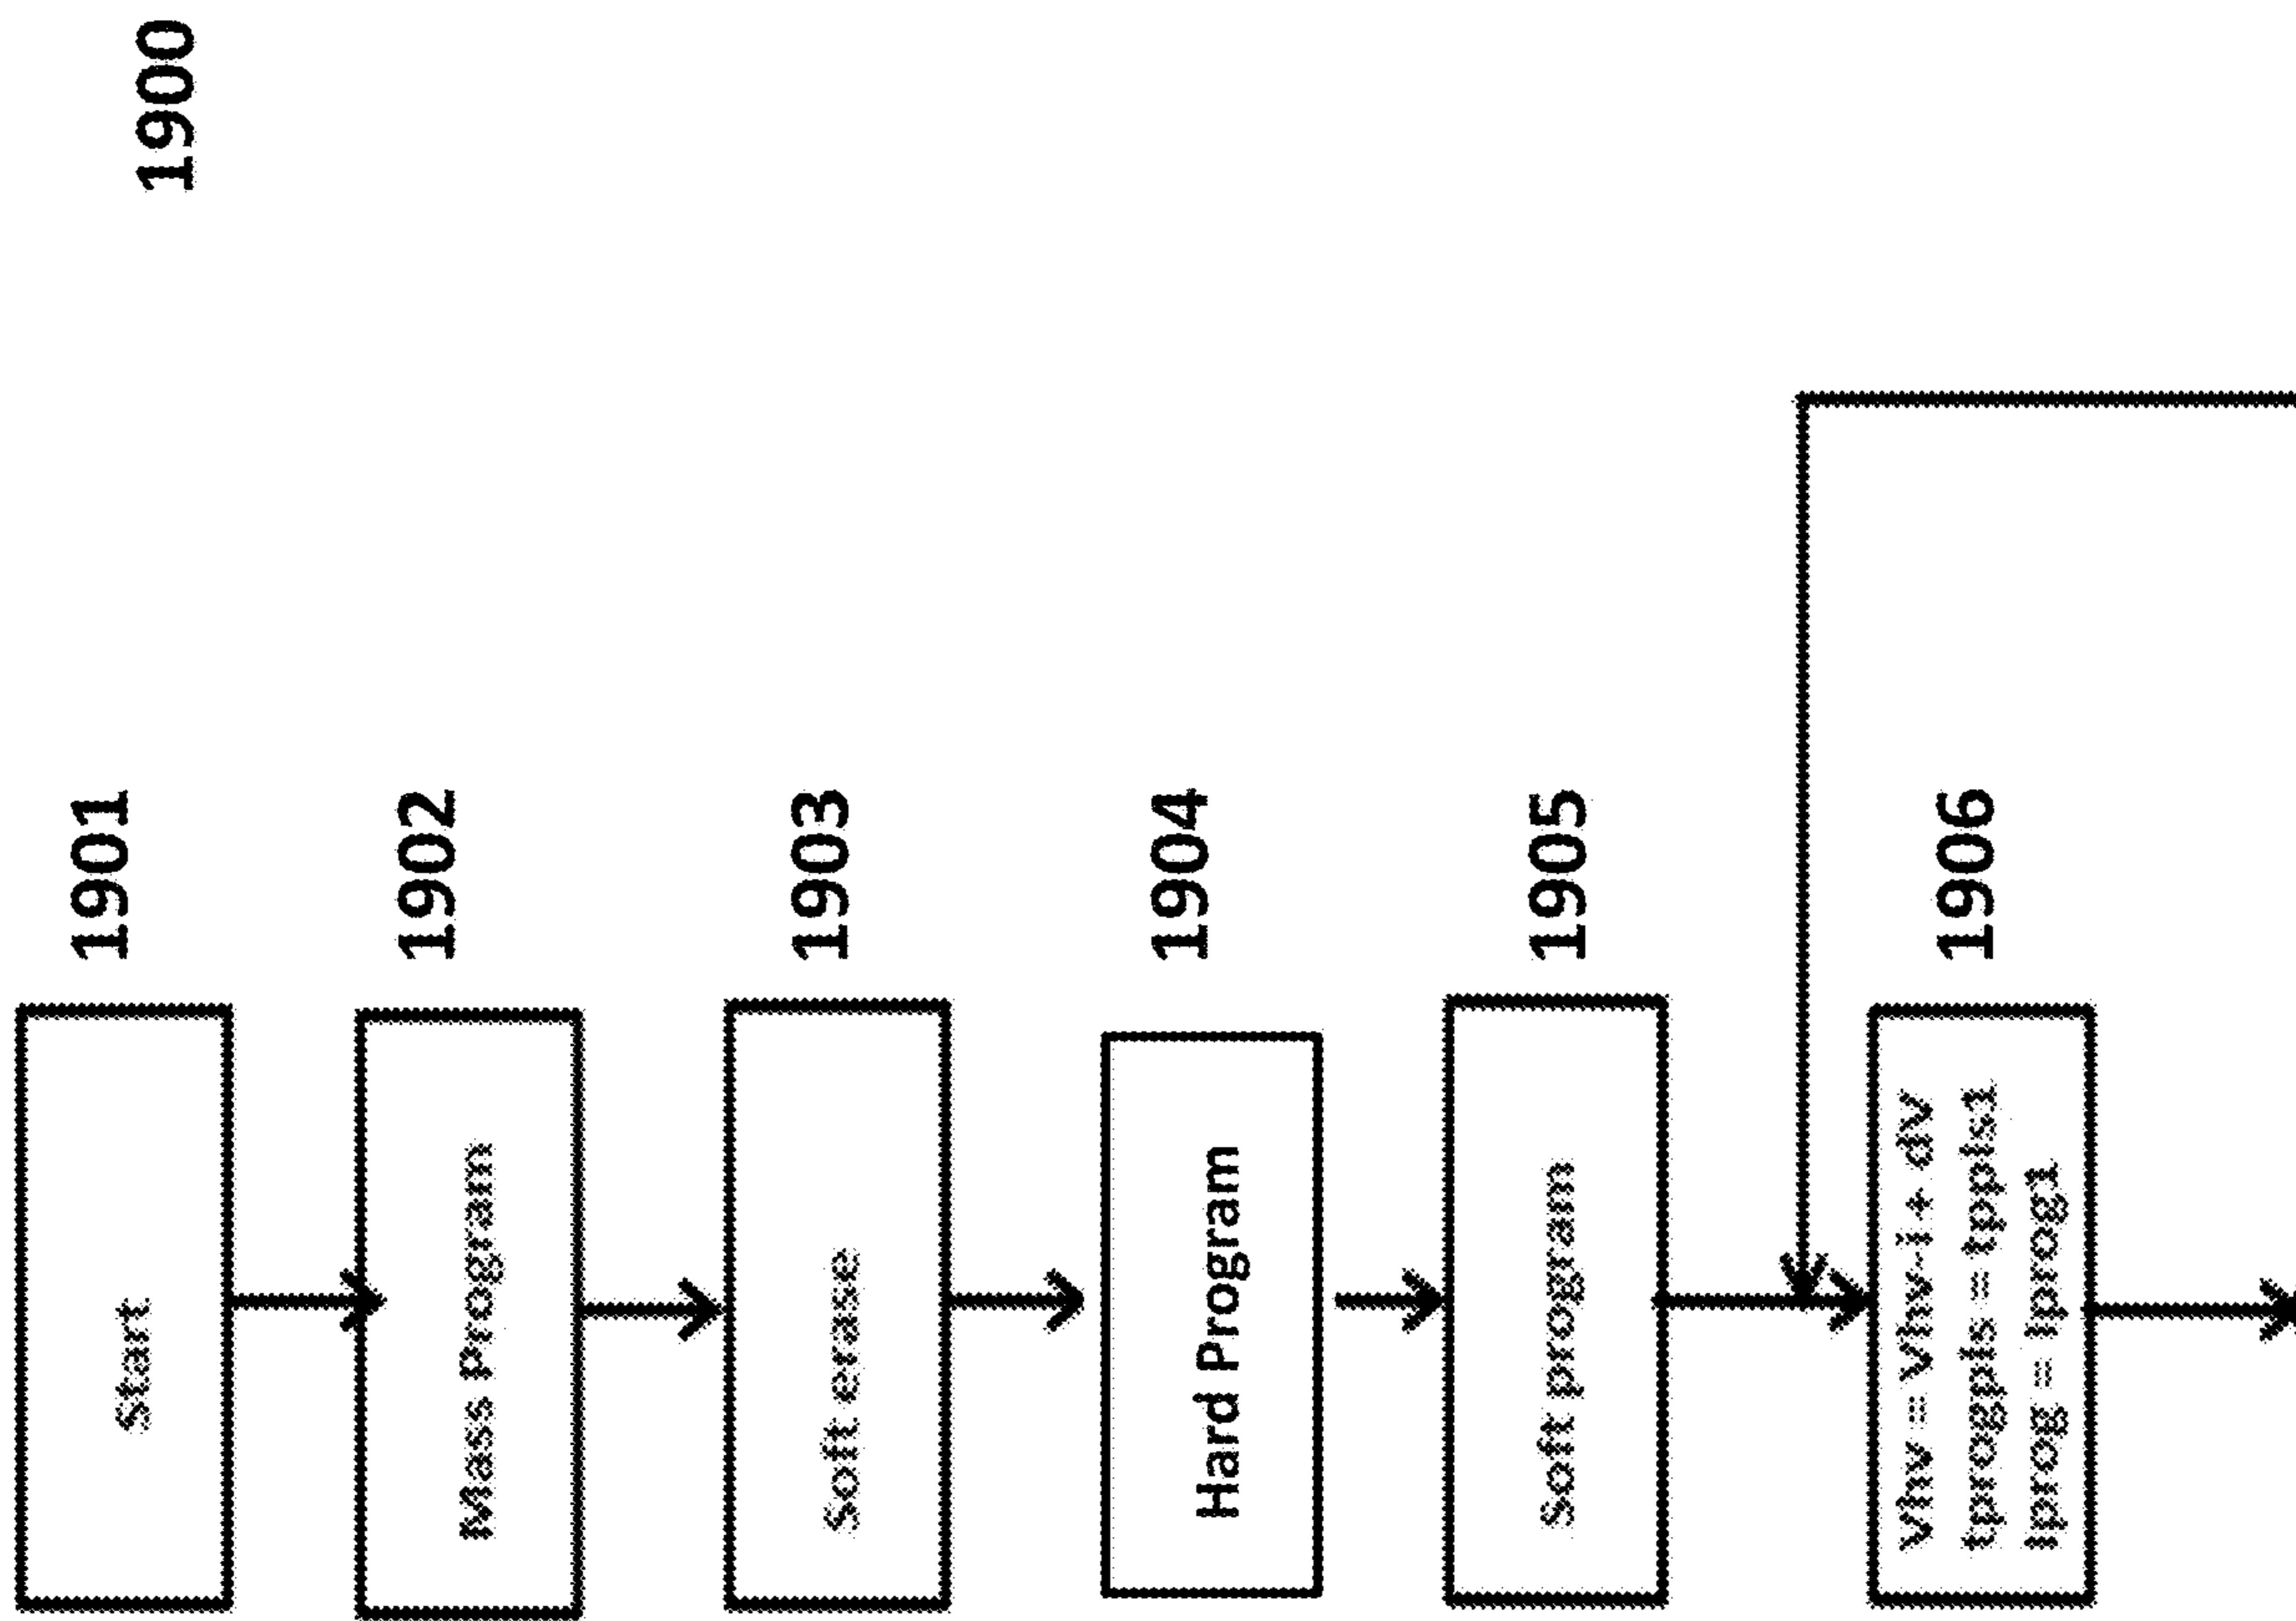 1900
start
1901
Mass Program
1902
Soft erase
1903
Hard Program
1904
Soft program
1905
vhv = vhv-i + dV
tprogpls = tppls1
Iprog = Iprog1
1906